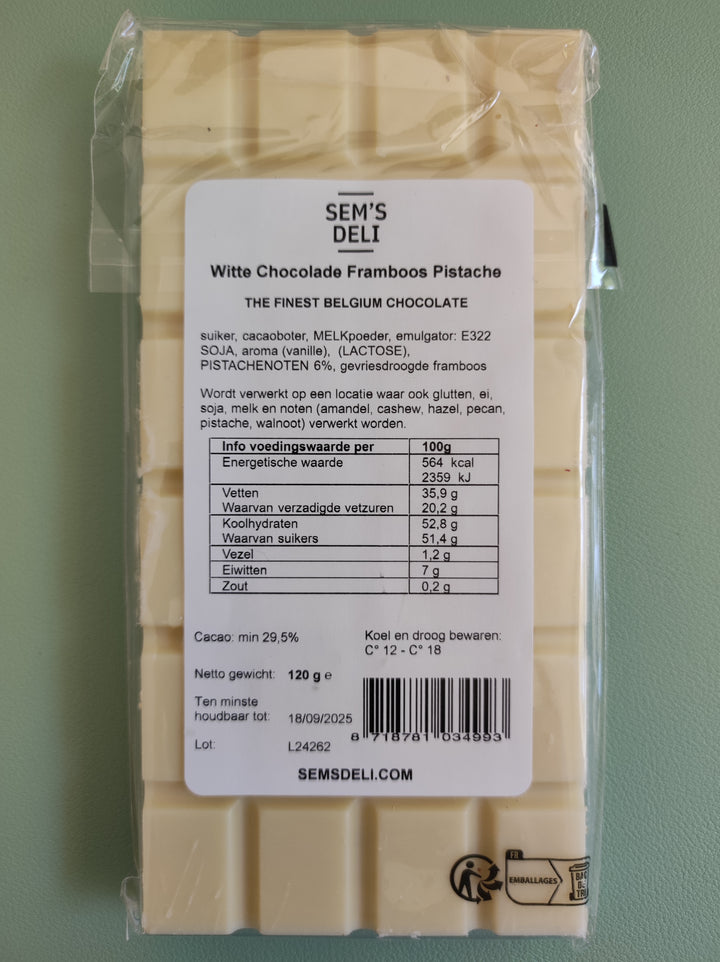 SEM'S
DELI
Witte Chocolade Framboos Pistache
THE FINEST BELGIUM CHOCOLATE
suiker, cacaoboter, MELKpoeder, emulgator: E322
SOJA, aroma (vanille), (LACTOSE),
PISTACHENOTEN 6%, gevriesdroogde framboos
Wordt verwerkt op een locatie waar ook glutten, ei,
soja, melk en noten (amandel, cashew, hazel, pecan,
pistache, walnoot) verwerkt worden.
Info voedingswaarde per 100g
Energetische waarde 564 kcal
2359 kJ
Vetten 35,9 g
Waarvan verzadigde vetzuren 20,2 g
Koolhydraten 52,8 g
Waarvan suikers 51,4 g
Vezel 1,2 g
Eiwitten 7 g
Zout 0,2 g
Cacao: min 29,5%
Koel en droog bewaren:
C° 12 - C° 18
Netto gewicht: 120 g e
Ten minste
houdbaar tot: 18/09/2025
Lot: L24262
8 718781 034993
SEMSDELI.COM
FR
EMBALLAGES
BAC
DE
TRI